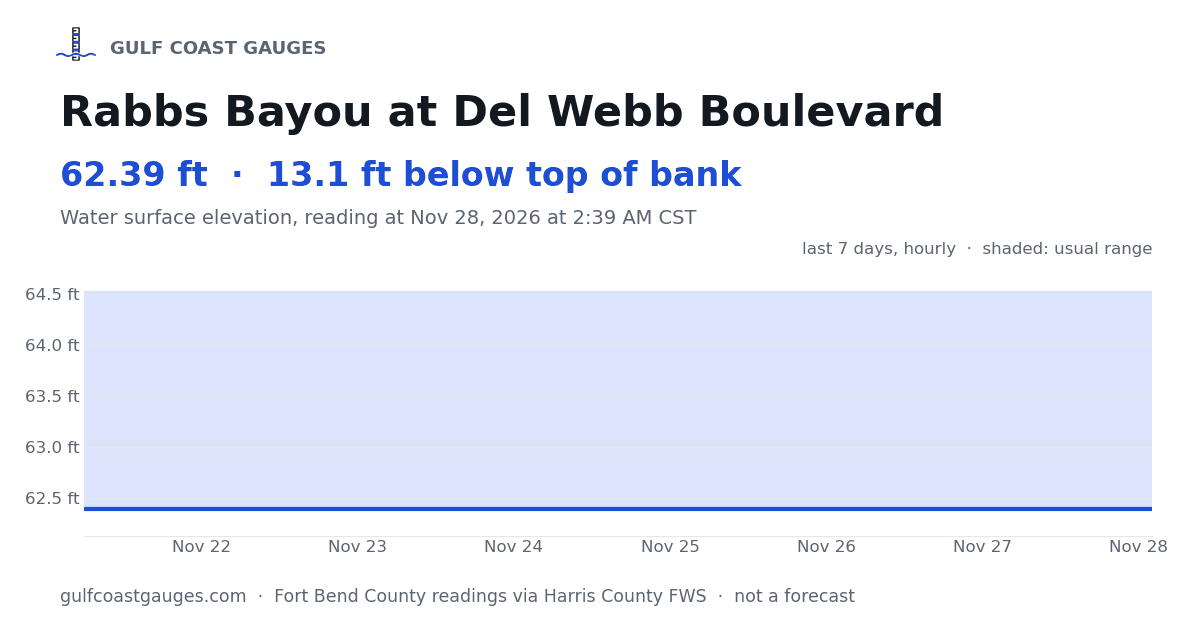 GULF COAST GAUGES
Rabbs Bayou at Del Webb Boulevard
62.39 ft · 13.1 ft below top of bank
Water surface elevation, reading at Nov 28, 2026 at 2:39 AM CST
last 7 days, hourly · shaded: usual range
64.5 ft
64.0 ft
63.5 ft
63.0 ft
62.5 ft
Nov 22 Nov 23 Nov 24 Nov 25 Nov 26 Nov 27 Nov 28
gulfcoastgauges.com · Fort Bend County readings via Harris County FWS · not a forecast